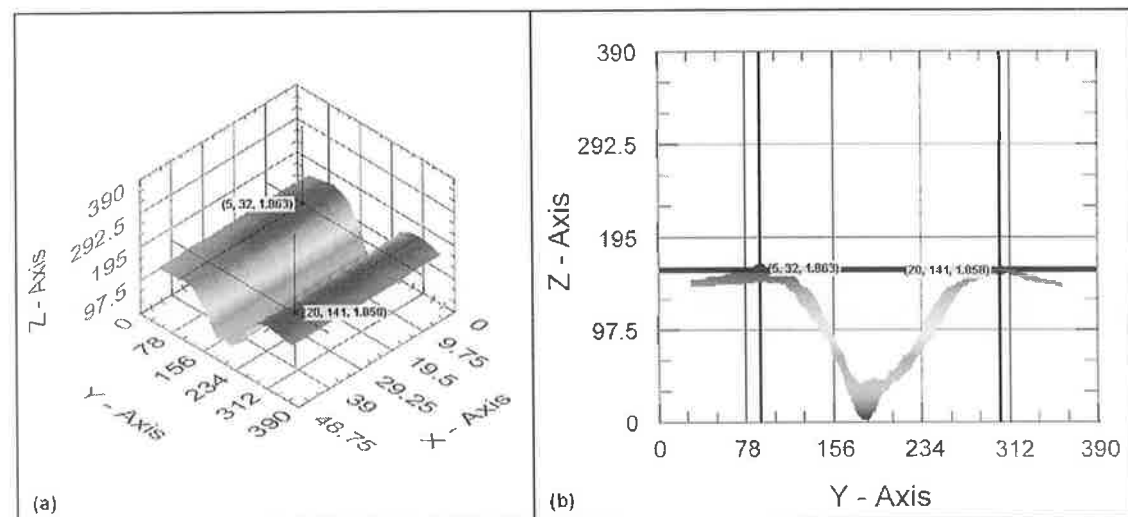 390
292.5
195
97.5
0
Z - Axis
(5, 32, 1.863)
(20, 141, 1.858)
0
78
156
234
312
390
Y - Axis
0
9.75
19.5
29.25
39
48.75
X - Axis
(a)
390
292.5
195
97.5
0
Z - Axis
(5, 32, 1.863)
(20, 141, 1.858)
0
78
156
234
312
390
Y - Axis
(b)